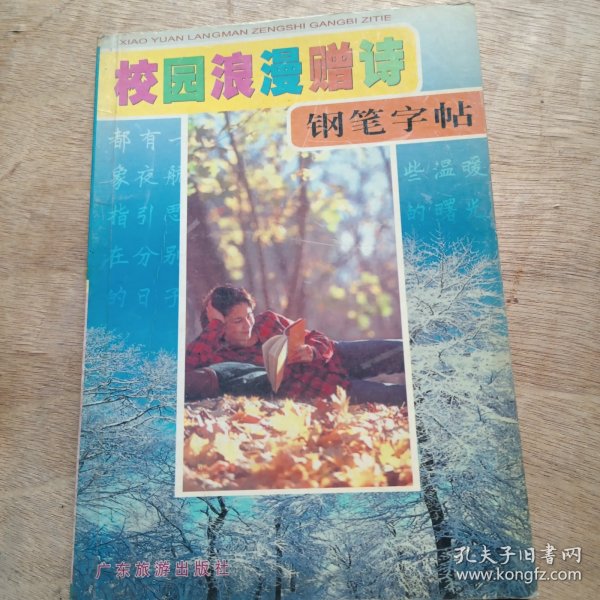 XIAO YUAN LANGMAN ZENGSHI GANGBI ZITIE
校园浪漫赠诗
钢笔字帖
都有一
象夜航
指引思
在分别
的日子
些温暖
的曙光
广东旅游出版社
孔夫子旧书网
www.kongfz.com